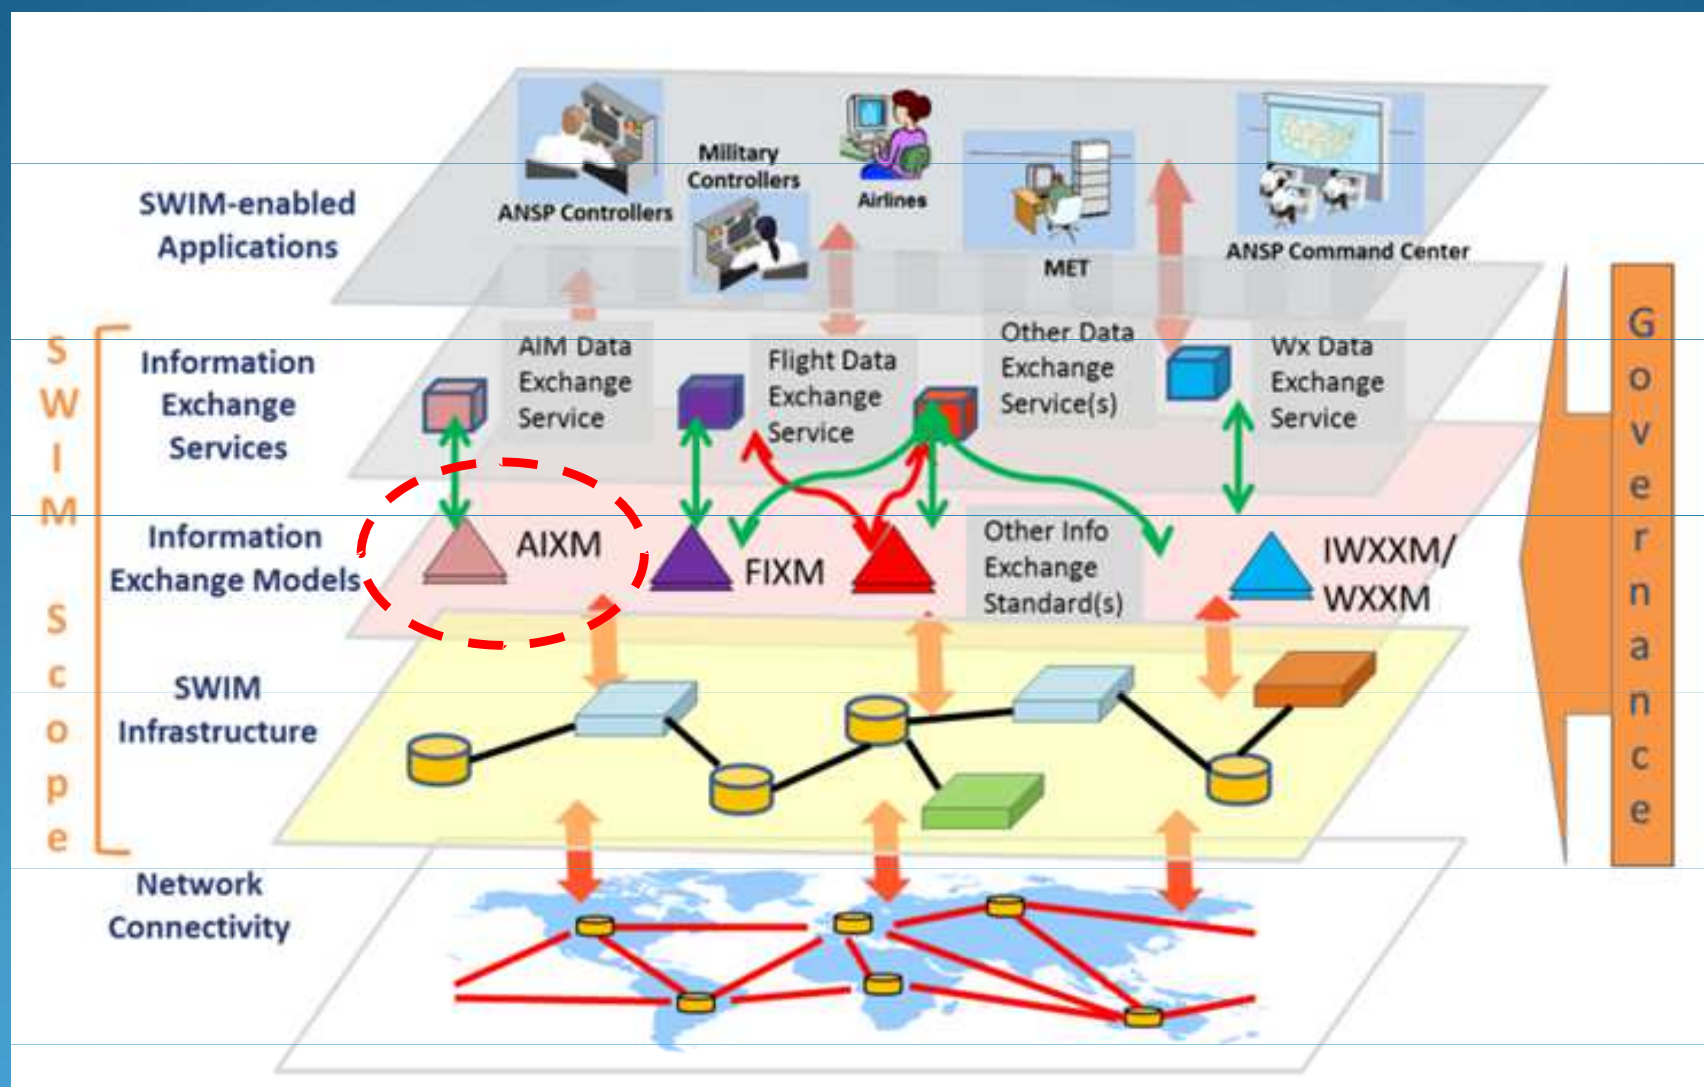 ANSP Controllers
Military
Controllers
Airlines
MET
ANSP Command Center
SWIM-enabled
Applications
SWIM Scope
Information
Exchange
Services
AIM Data
Exchange
Service
Flight Data
Exchange
Service
Other Data
Exchange
Service(s)
Wx Data
Exchange
Service
Information
Exchange Models
AIXM
FIXM
Other Info
Exchange
Standard(s)
IWXXM/
WXXM
SWIM
Infrastructure
Network
Connectivity
Governance